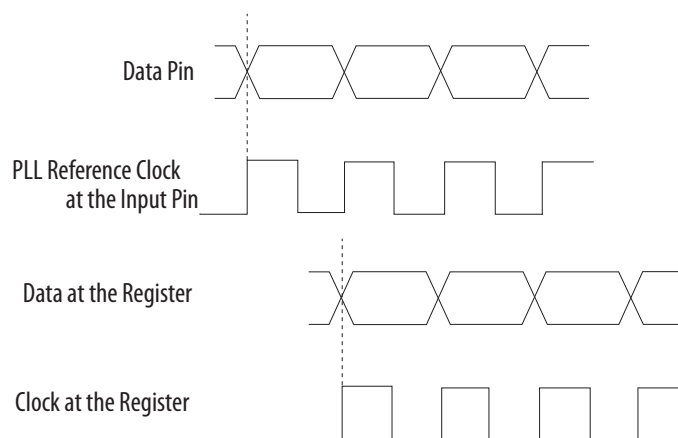 Data Pin
PLL Reference Clock
at the Input Pin
Data at the Register
Clock at the Register